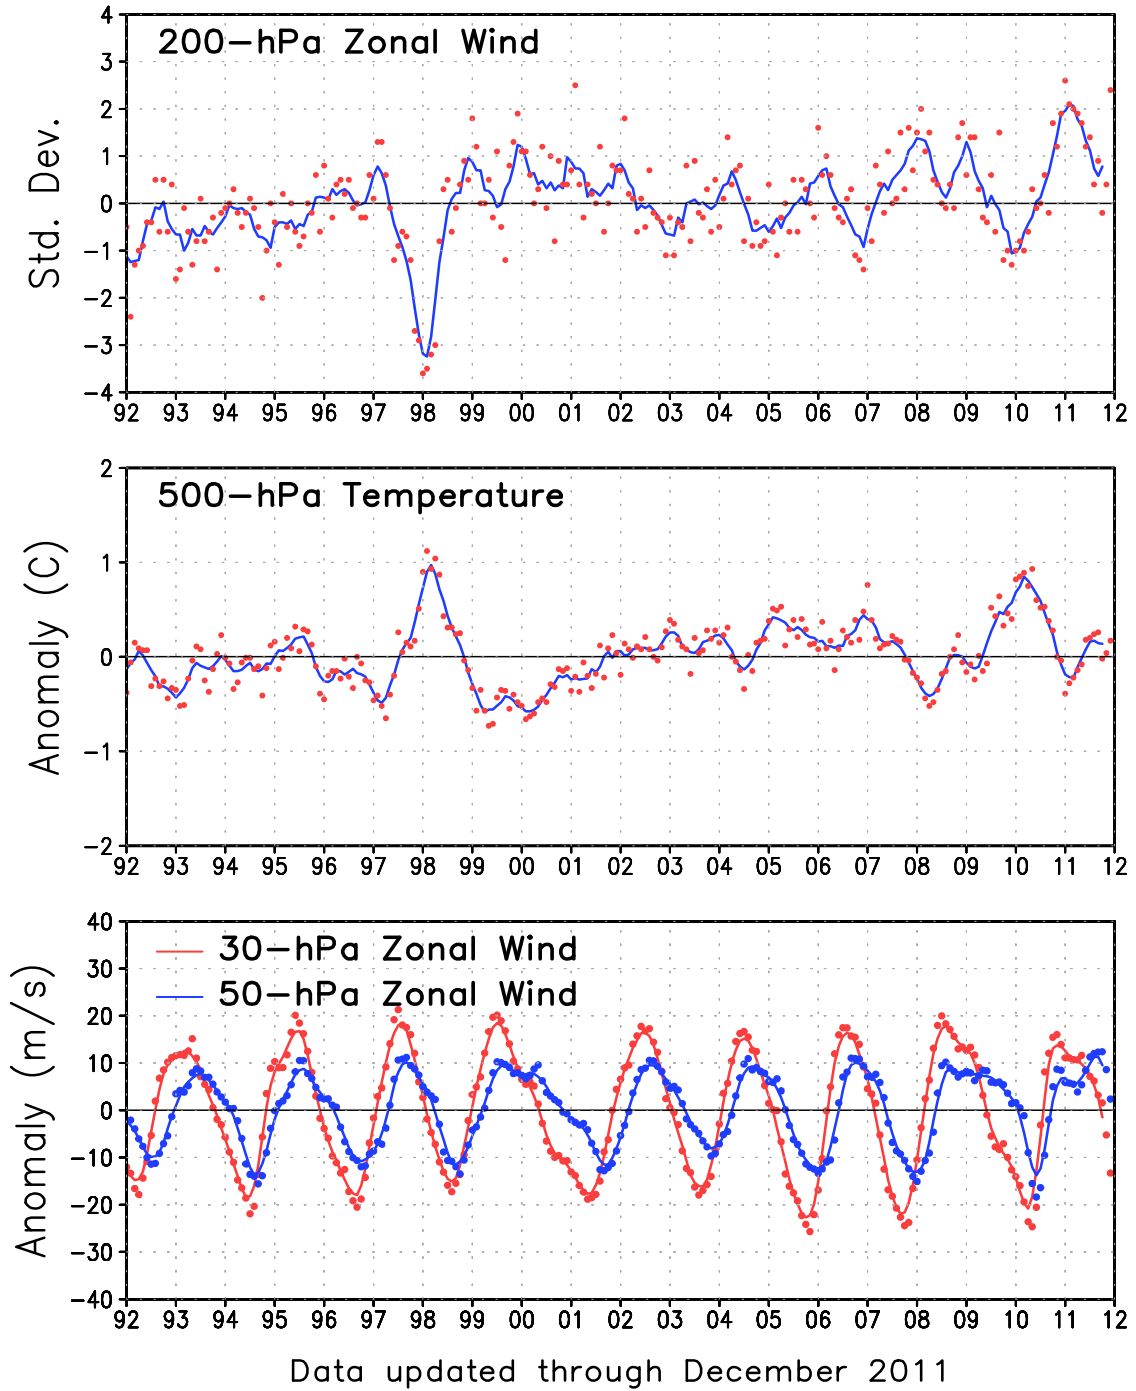 200-hPa Zonal Wind
Std. Dev.
4
3
2
1
0
-1
-2
-3
-4
92 93 94 95 96 97 98 99 00 01 02 03 04 05 06 07 08 09 10 11 12
500-hPa Temperature
Anomaly (C)
2
1
0
-1
-2
92 93 94 95 96 97 98 99 00 01 02 03 04 05 06 07 08 09 10 11 12
30-hPa Zonal Wind
50-hPa Zonal Wind
Anomaly (m/s)
40
30
20
10
0
-10
-20
-30
-40
92 93 94 95 96 97 98 99 00 01 02 03 04 05 06 07 08 09 10 11 12
Data updated through December 2011